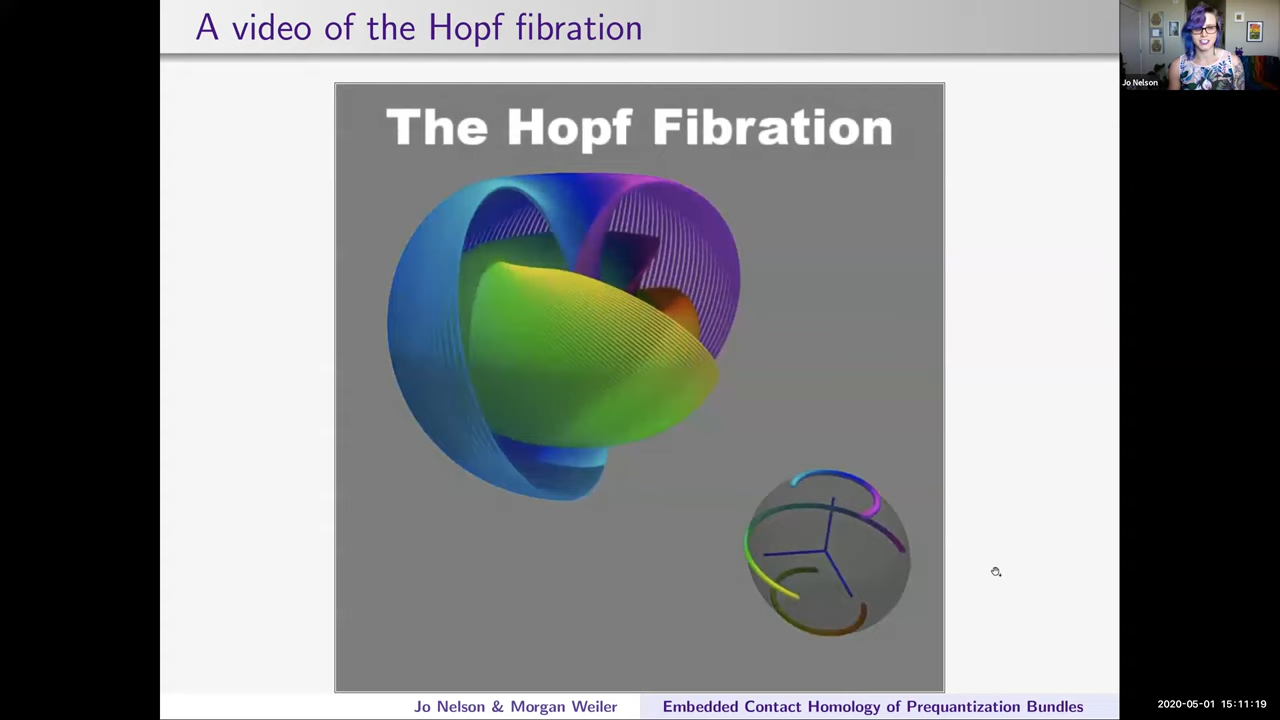 A video of the Hopf fibration
Jo Nelson
The Hopf Fibration
Jo Nelson & Morgan Weiler
Embedded Contact Homology of Prequantization Bundles
2020-05-01 15:11:19